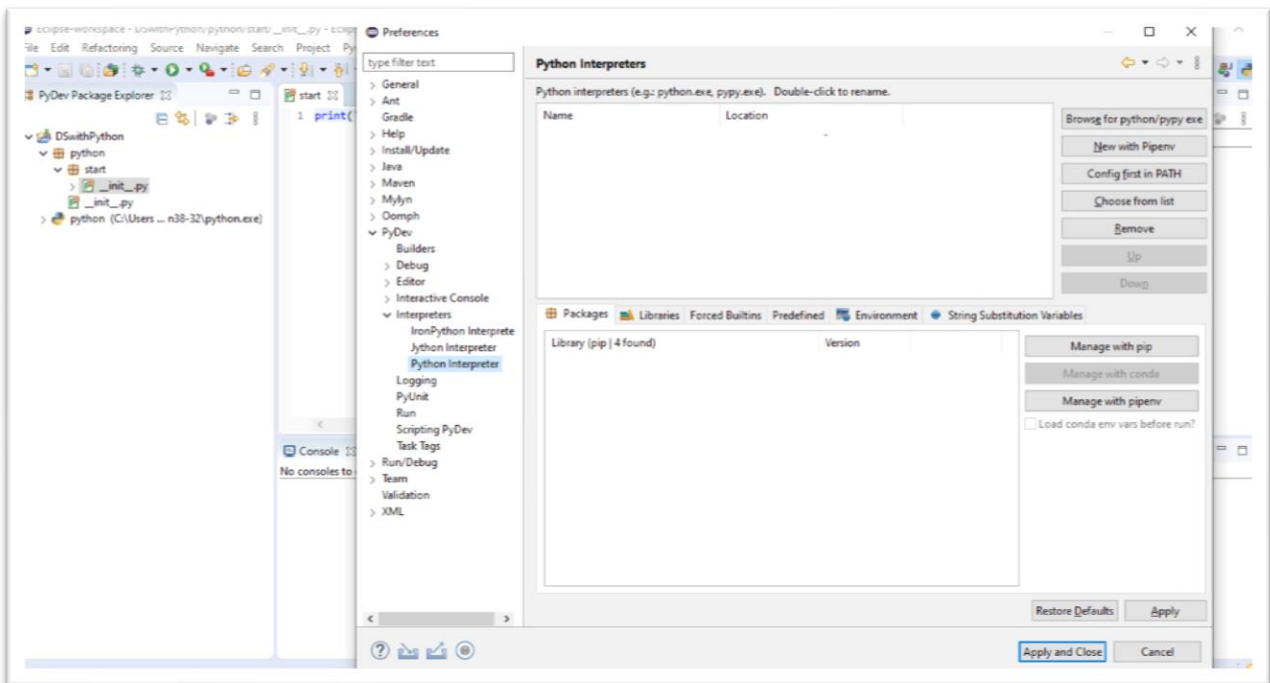 Eclipse-workspace - DSwithPython/python/start/__init__.py - Eclip
File Edit Refactoring Source Navigate Search Project Py
PyDev Package Explorer
DSwithPython
python
start
__init__.py
__init__.py
python (C:\Users ... n38-32\python.exe)
start
1 print('
Console
No consoles to
Preferences
type filter text
General
Ant
Gradle
Help
Install/Update
Java
Maven
Mylyn
Oomph
PyDev
Builders
Debug
Editor
Interactive Console
Interpreters
IronPython Interprete
Jython Interpreter
Python Interpreter
Logging
PyUnit
Run
Scripting PyDev
Task Tags
Run/Debug
Team
Validation
XML
Python Interpreters
Python interpreters (e.g.: python.exe, pypy.exe). Double-click to rename.
Name Location
Browse for python/pypy exe
New with Pipenv
Config first in PATH
Choose from list
Remove
Up
Down
Packages Libraries Forced Builtins Predefined Environment String Substitution Variables
Library (pip | 4 found) Version
Manage with pip
Manage with conda
Manage with pipenv
Load conda env vars before run?
Restore Defaults Apply
Apply and Close Cancel